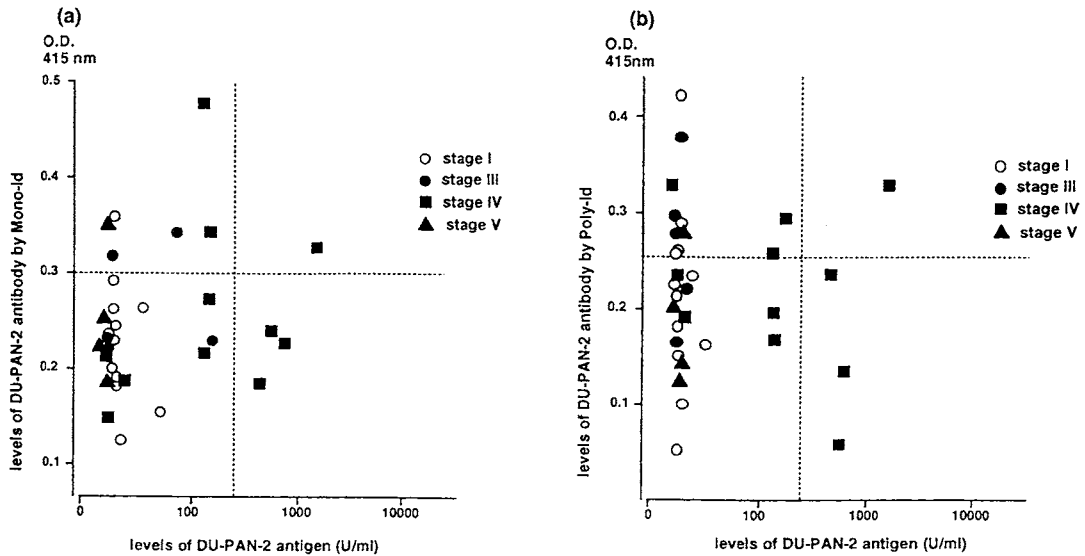 (a)
O.D.
415 nm
0.5
0.4
0.3
0.2
0.1
0
100
1000
10000
levels of DU-PAN-2 antibody by Mono-Id
levels of DU-PAN-2 antigen (U/ml)
stage I
stage III
stage IV
stage V
(b)
O.D.
415nm
0.4
0.3
0.2
0.1
0
100
1000
10000
levels of DU-PAN-2 antibody by Poly-Id
levels of DU-PAN-2 antigen (U/ml)
stage I
stage III
stage IV
stage V